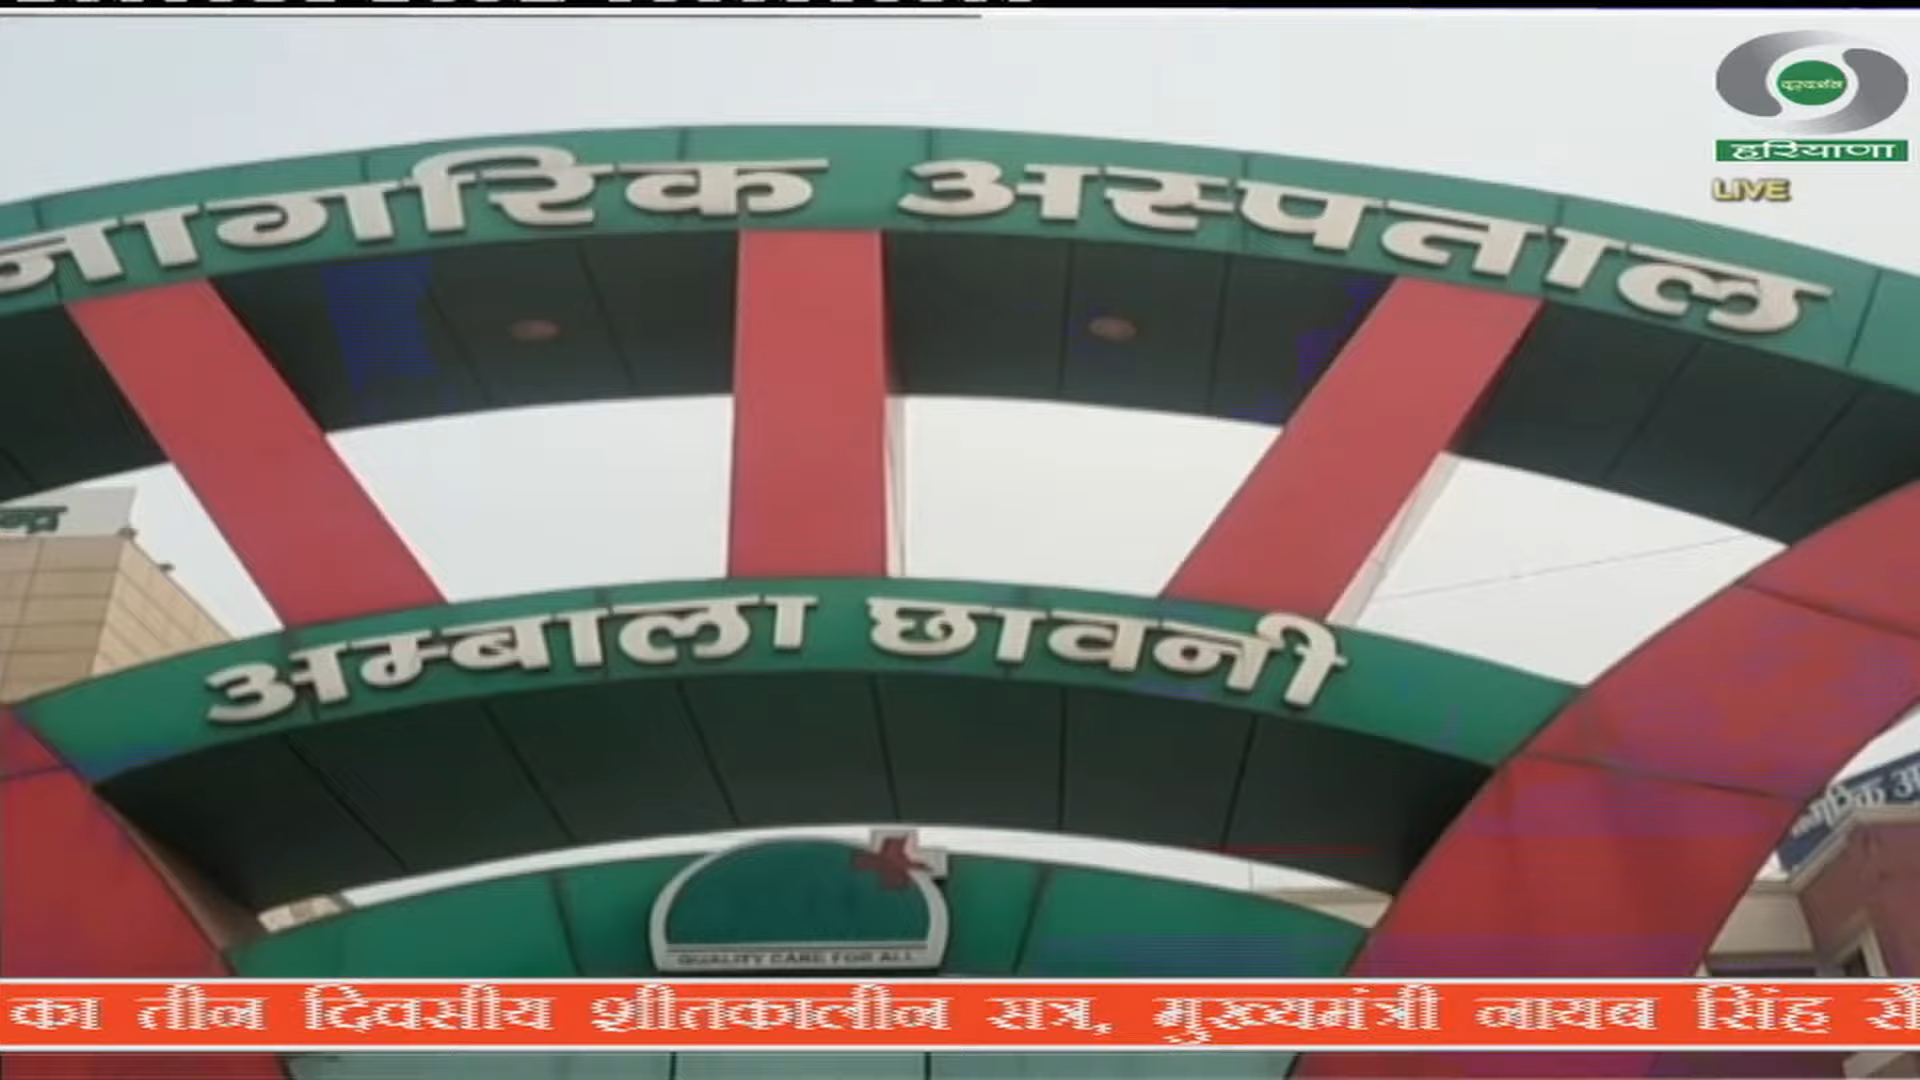 दूरदर्शन
हरियाणा
LIVE
नागरिक अस्पताल
अम्बाला छावनी
QUALITY CARE FOR ALL
का तीन दिवसीय शीतकालीन सत्र, मुख्यमंत्री नायब सिंह